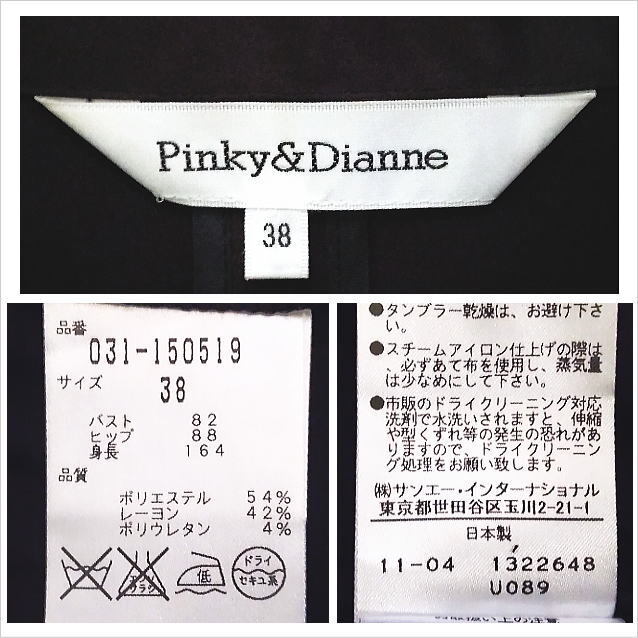 Pinky&Dianne
38
品番
031-150519
サイズ
38
バスト 82
ヒップ 88
身長 164
品質
ポリエステル 54%
レーヨン 42%
ポリウレタン 4%
エンソ
サラシ
低
ドライ
セキユ系
●タンブラー乾燥は、お避け下さ
い。
●スチームアイロン仕上げの際は
、必ずあて布を使用し、蒸気量
は少なめにして下さい。
●市販のドライクリーニング対応
洗剤で水洗いされますと、伸縮
や型くずれ等の発生の恐れがあ
りますので、ドライクリーニン
グ処理をお願い致します。
㈱サンエー・インターナショナル
東京都世田谷区玉川2-21-1
日本製
11-04 1322648
U089